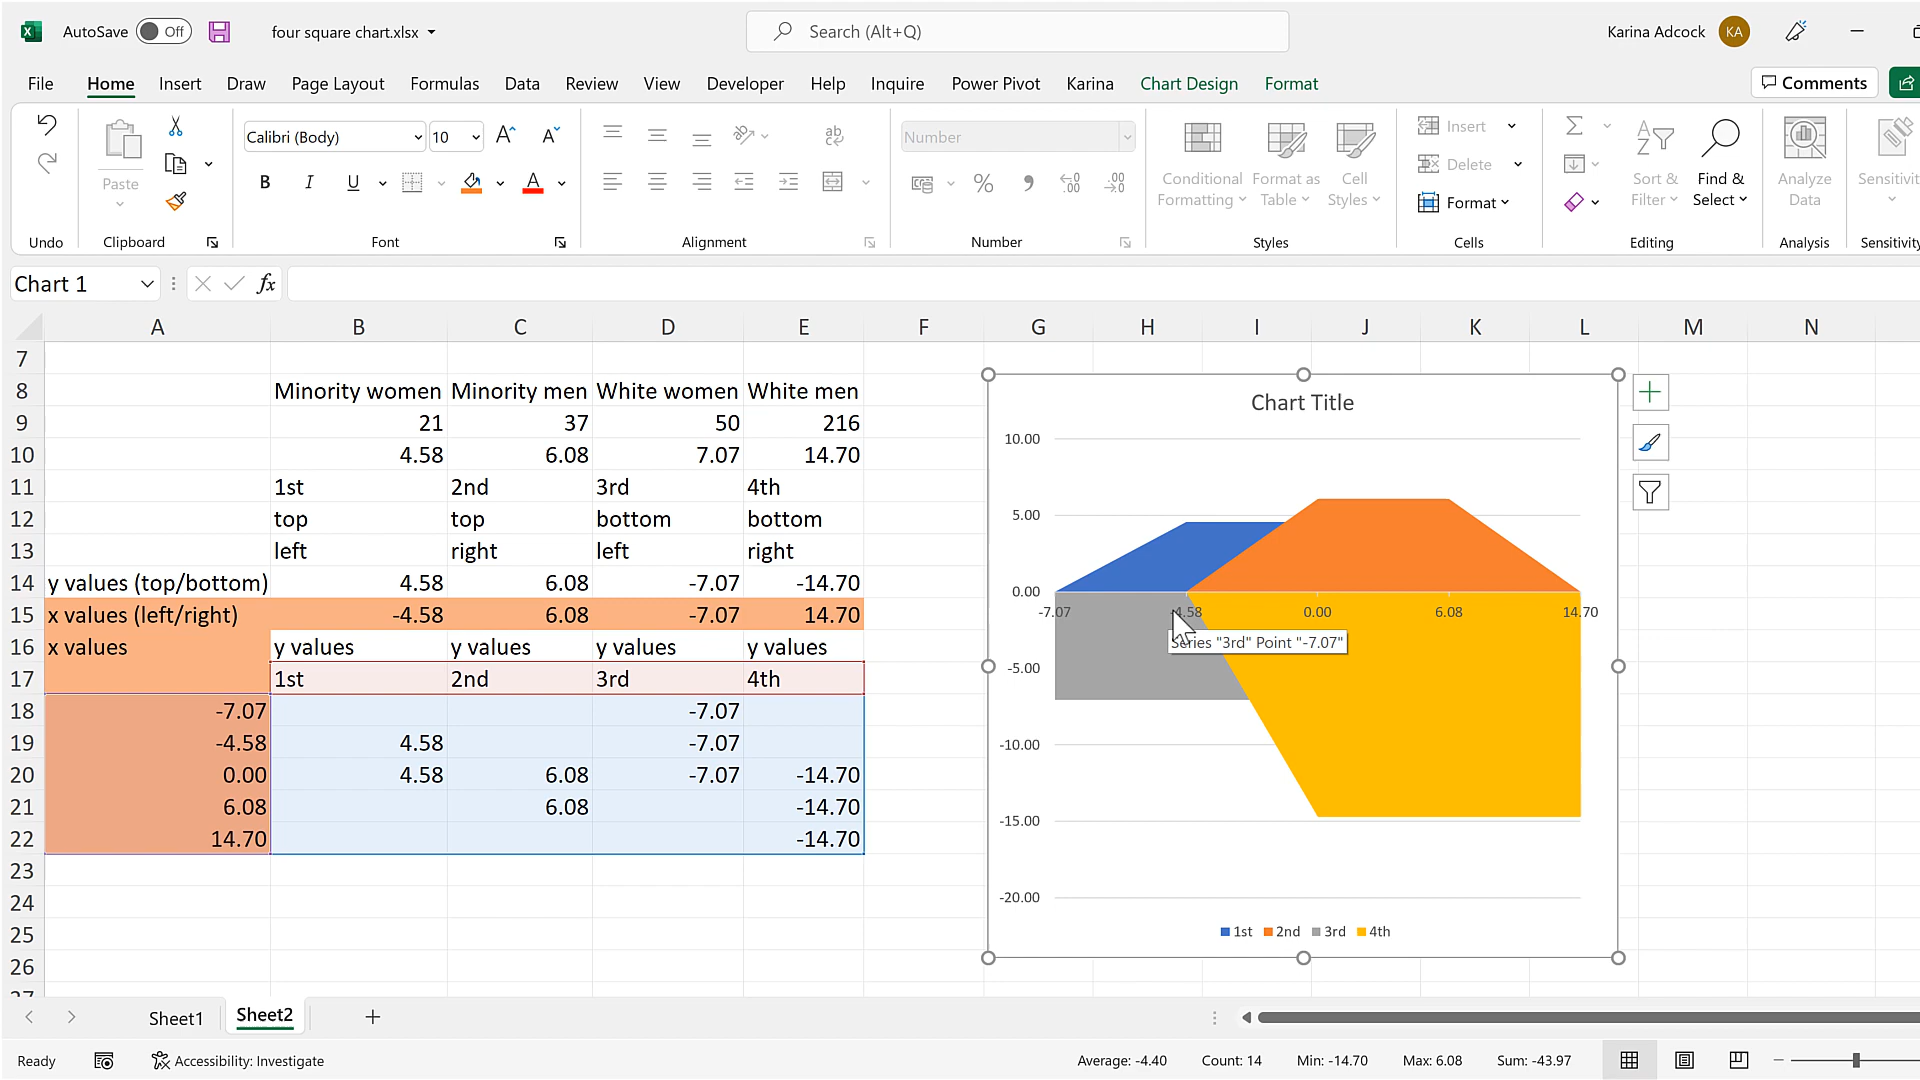 AutoSave Off four square chart.xlsx Search (Alt+Q) Karina Adcock KA
File Home Insert Draw Page Layout Formulas Data Review View Developer Help Inquire Power Pivot Karina Chart Design Format Comments
Calibri (Body) 10 A A ab Number Insert
Paste B I U A % Conditional Formatting Format as Table Cell Styles Delete Format Sort & Filter Find & Select Analyze Data
Undo Clipboard Font Alignment Number Styles Cells Editing Analysis
Chart 1 fx
A B C D E F G H I J K L M N
7
8 Minority women Minority men White women White men
9 21 37 50 216
10 4.58 6.08 7.07 14.70
11 1st 2nd 3rd 4th
12 top top bottom bottom
13 left right left right
14 y values (top/bottom) 4.58 6.08 -7.07 -14.70
15 x values (left/right) -4.58 6.08 -7.07 14.70
16 x values y values y values y values y values
17 1st 2nd 3rd 4th
18 -7.07 -7.07
19 -4.58 4.58 -7.07
20 0.00 4.58 6.08 -7.07 -14.70
21 6.08 6.08 -14.70
22 14.70 -14.70
23
24
25
26
Chart Title
10.00
5.00
0.00
-7.07 0.00 6.08 14.70
Series "3rd" Point "-7.07"
-5.00
-10.00
-15.00
-20.00
1st 2nd 3rd 4th
Sheet1 Sheet2
Ready Accessibility: Investigate Average: -4.40 Count: 14 Min: -14.70 Max: 6.08 Sum: -43.97